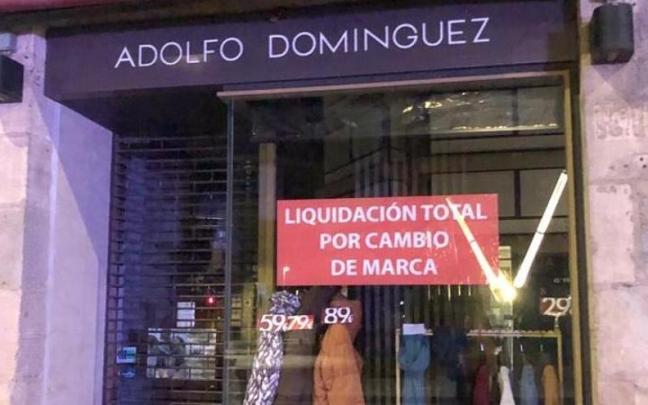 ADOLFO DOMINGUEZ
LIQUIDACIÓN TOTAL
POR CAMBIO
DE MARCA
59€ 79€ 89€ 29